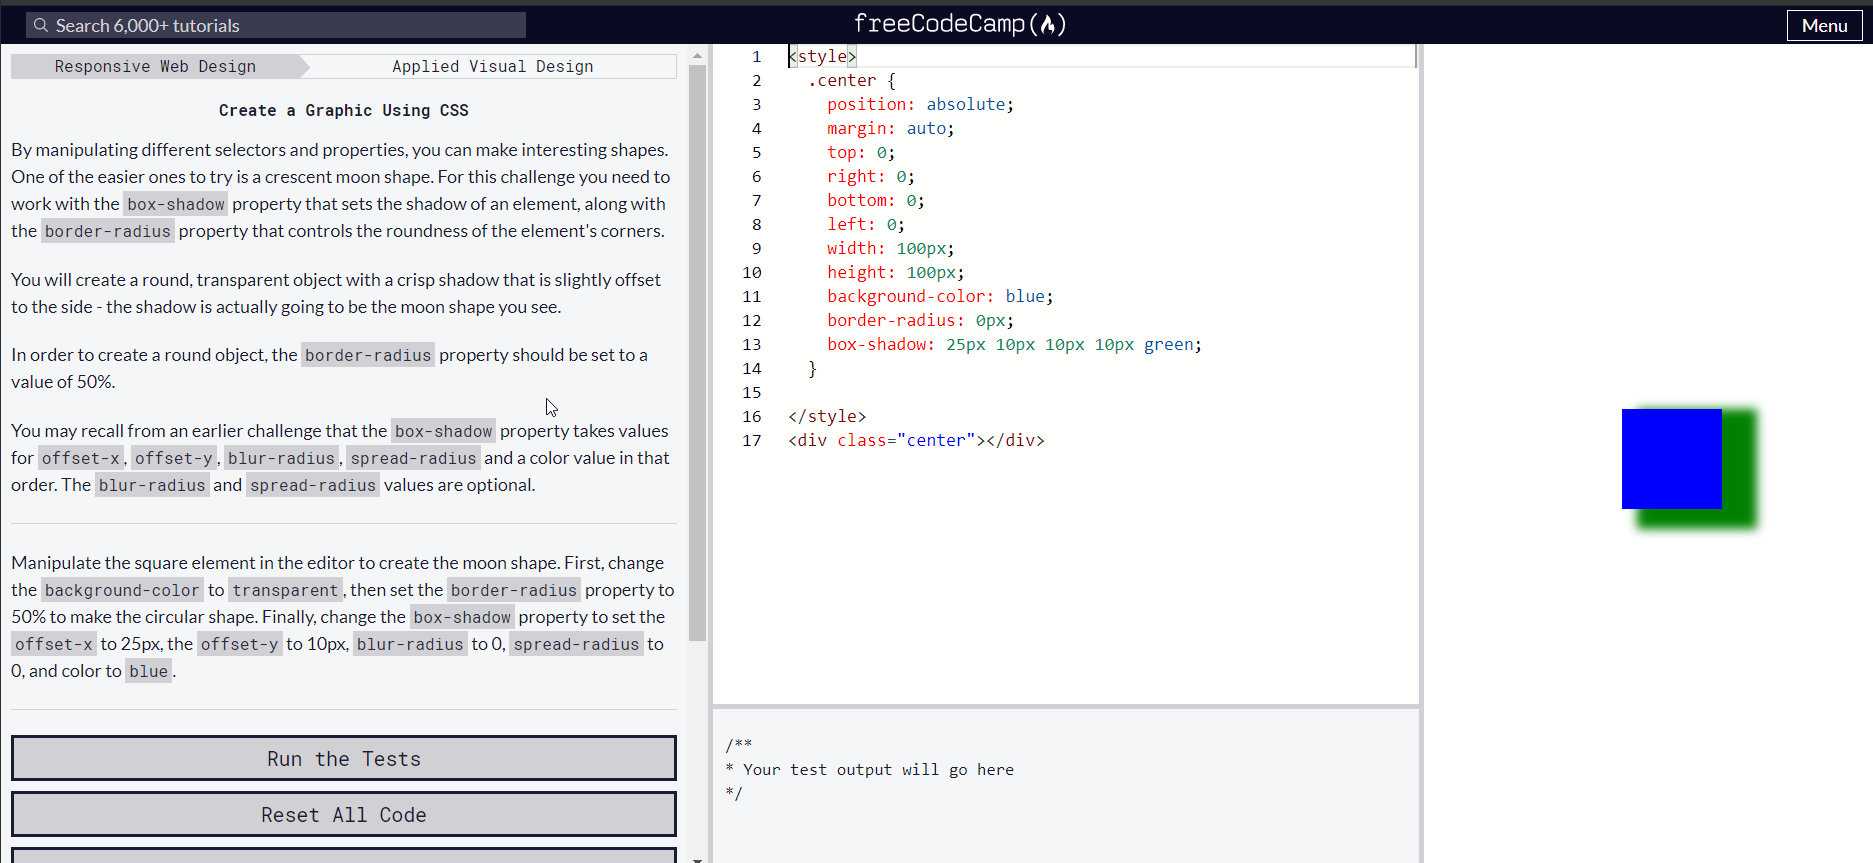 Search 6,000+ tutorials
freeCodeCamp
Menu
Responsive Web Design
Applied Visual Design
Create a Graphic Using CSS
By manipulating different selectors and properties, you can make interesting shapes.
One of the easier ones to try is a crescent moon shape. For this challenge you need to
work with the box-shadow property that sets the shadow of an element, along with
the border-radius property that controls the roundness of the element's corners.
You will create a round, transparent object with a crisp shadow that is slightly offset
to the side - the shadow is actually going to be the moon shape you see.
In order to create a round object, the border-radius property should be set to a
value of 50%.
You may recall from an earlier challenge that the box-shadow property takes values
for offset-x, offset-y, blur-radius, spread-radius and a color value in that
order. The blur-radius and spread-radius values are optional.
Manipulate the square element in the editor to create the moon shape. First, change
the background-color to transparent, then set the border-radius property to
50% to make the circular shape. Finally, change the box-shadow property to set the
offset-x to 25px, the offset-y to 10px, blur-radius to 0, spread-radius to
0, and color to blue.
Run the Tests
Reset All Code
1 <style>
2 .center {
3 position: absolute;
4 margin: auto;
5 top: 0;
6 right: 0;
7 bottom: 0;
8 left: 0;
9 width: 100px;
10 height: 100px;
11 background-color: blue;
12 border-radius: 0px;
13 box-shadow: 25px 10px 10px 10px green;
14 }
15
16 </style>
17 <div class="center"></div>
/**
* Your test output will go here
*/